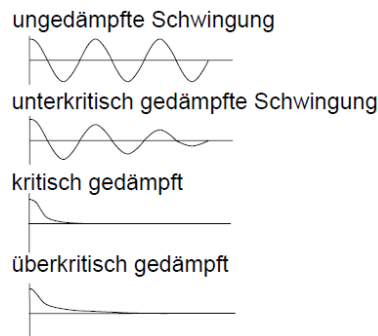 ungedämpfte Schwingung
unterkritisch gedämpfte Schwingung
kritisch gedämpft
überkritisch gedämpft